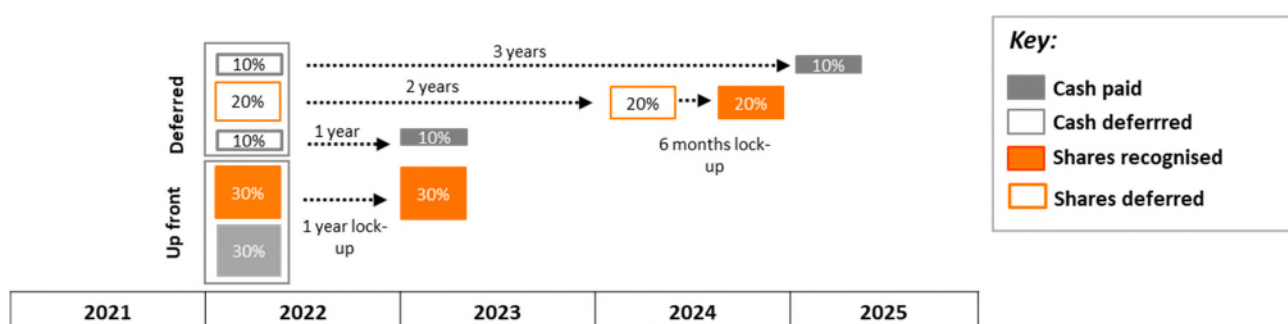 Deferred
10%
3 years
10%
20%
2 years
20%
20%
10%
1 year
10%
6 months lock-
up
Up front
30%
1 year lock-
up
30%
30%
2021
2022
2023
2024
2025
Key:
Cash paid
Cash deferrred
Shares recognised
Shares deferred